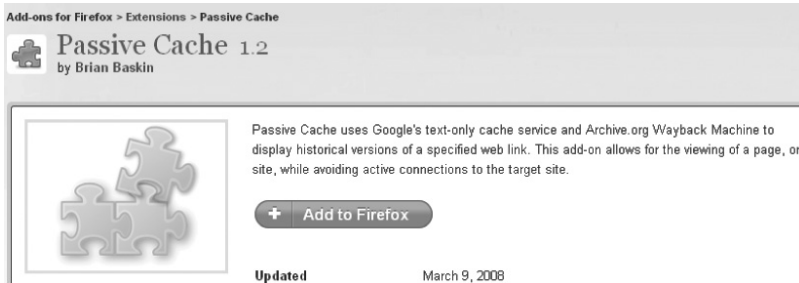 Add-ons for Firefox > Extensions > Passive Cache
Passive Cache 1.2
by Brian Baskin
Passive Cache uses Google's text-only cache service and Archive.org Wayback Machine to
display historical versions of a specified web link. This add-on allows for the viewing of a page, or
site, while avoiding active connections to the target site.
Add to Firefox
Updated March 9, 2008